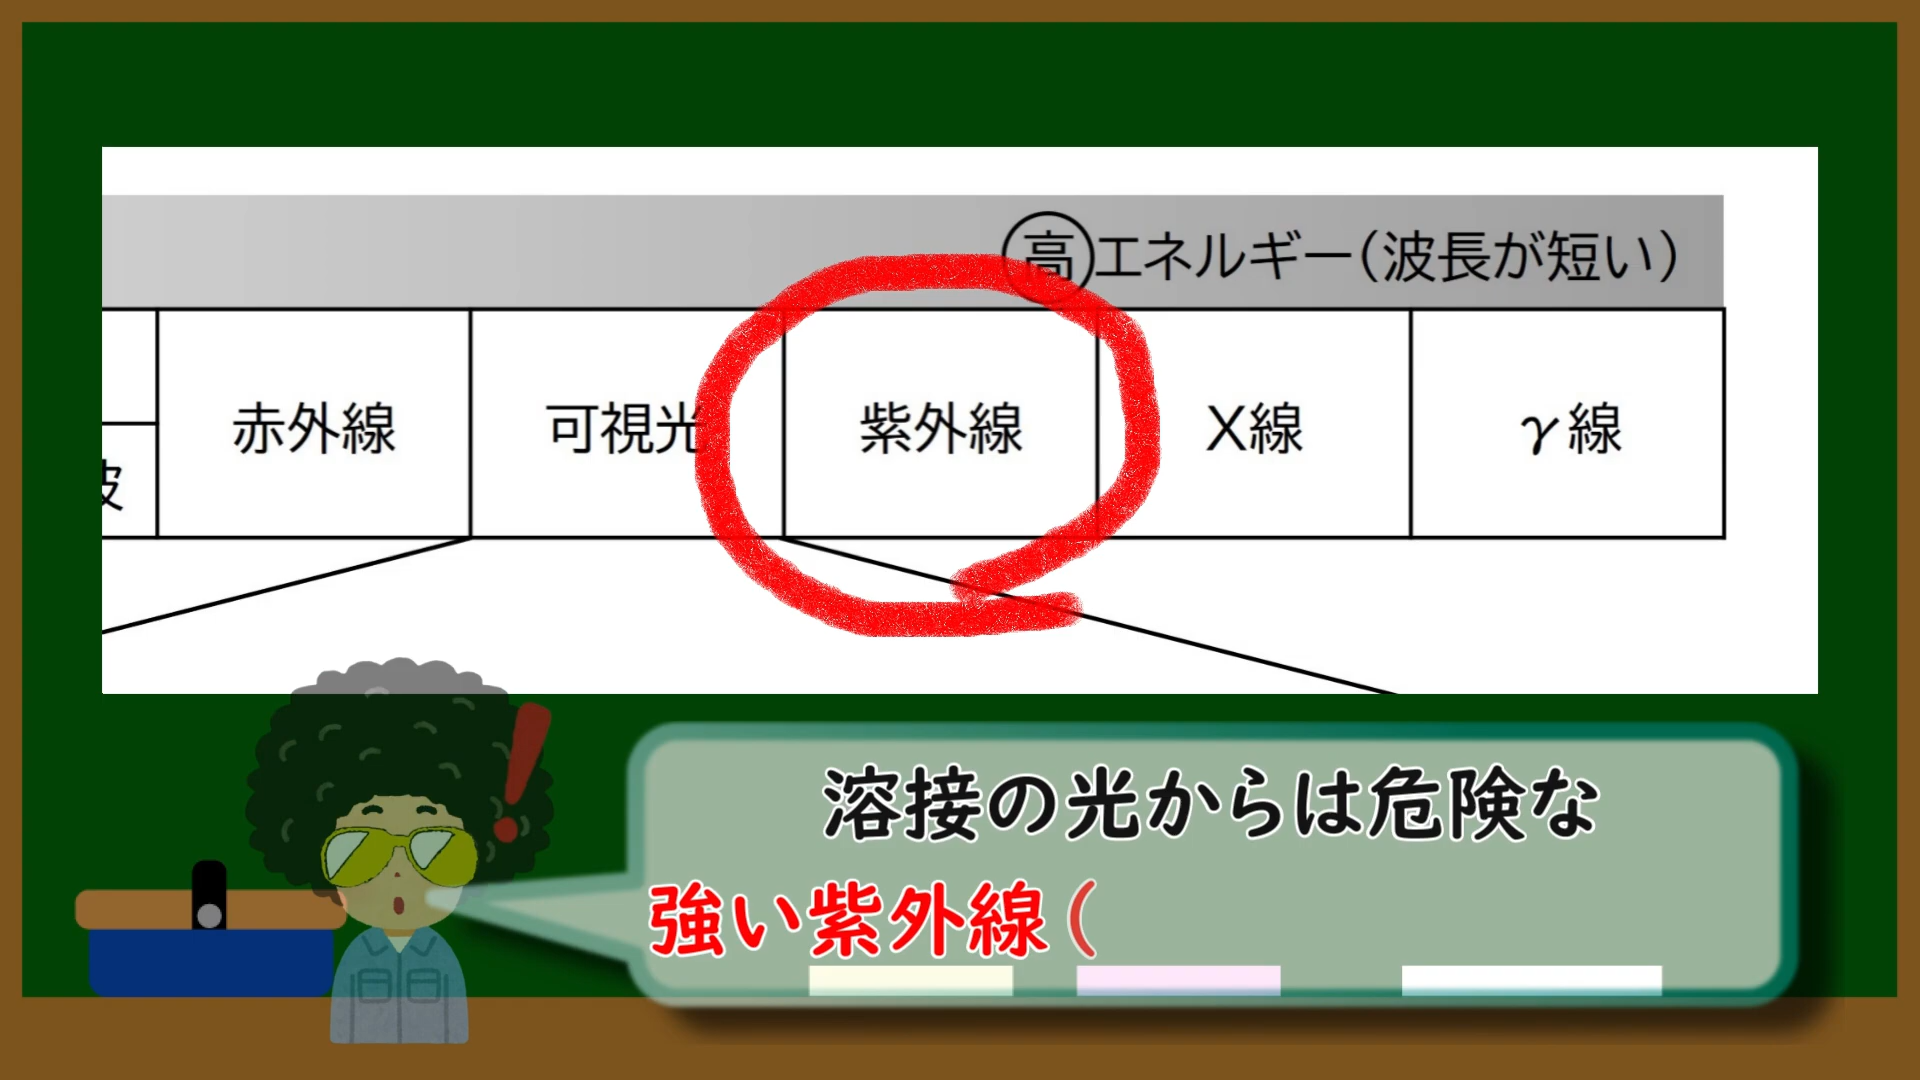 高エネルギー(波長が短い)
赤外線
可視光
紫外線
X線
γ線
波
溶接の光からは危険な
強い紫外線(